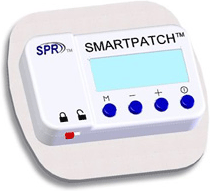 SPR™
SMARTPATCH™
M − +